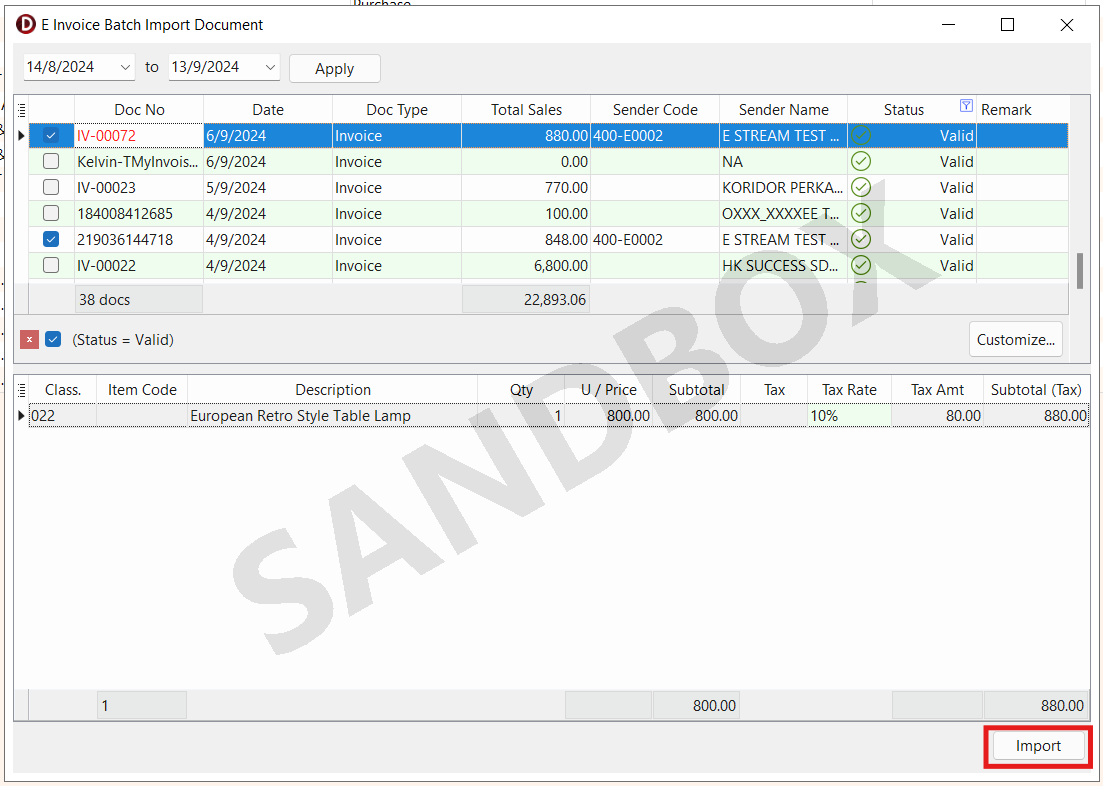 Purchase
E Invoice Batch Import Document
14/8/2024 to 13/9/2024 Apply
Doc No Date Doc Type Total Sales Sender Code Sender Name Status Remark
IV-00072 6/9/2024 Invoice 880.00 400-E0002 E STREAM TEST ... Valid
Kelvin-TMyInvois... 6/9/2024 Invoice 0.00 NA Valid
IV-00023 5/9/2024 Invoice 770.00 KORIDOR PERKA... Valid
184008412685 4/9/2024 Invoice 100.00 OXXX_XXXXEE T... Valid
219036144718 4/9/2024 Invoice 848.00 400-E0002 E STREAM TEST ... Valid
IV-00022 4/9/2024 Invoice 6,800.00 HK SUCCESS SD... Valid
38 docs 22,893.06
x (Status = Valid) Customize...
SANDBOX
Class. Item Code Description Qty U / Price Subtotal Tax Tax Rate Tax Amt Subtotal (Tax)
022 European Retro Style Table Lamp 1 800.00 800.00 10% 80.00 880.00
1 800.00 880.00
Import